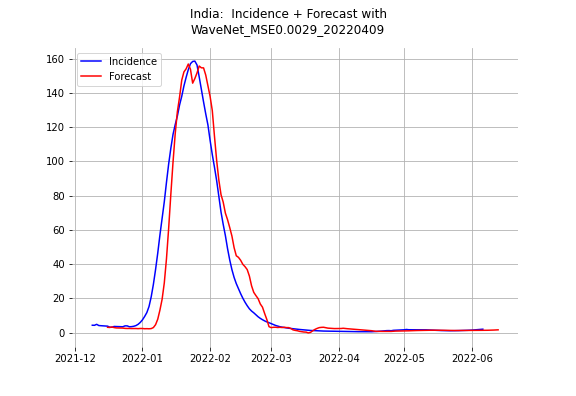 India:  Incidence + Forecast with
WaveNet_MSE0.0029_20220409
Incidence
Forecast
160
140
120
100
80
60
40
20
0
2021-12 2022-01 2022-02 2022-03 2022-04 2022-05 2022-06